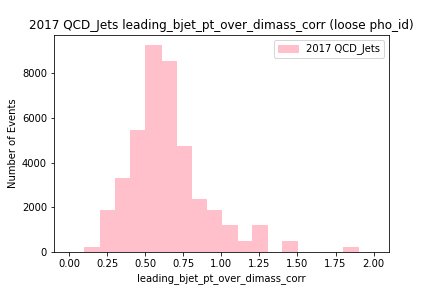 2017 QCD_Jets leading_bjet_pt_over_dimass_corr (loose pho_id)
2017 QCD_Jets
Number of Events
8000
6000
4000
2000
0
0.00 0.25 0.50 0.75 1.00 1.25 1.50 1.75 2.00
leading_bjet_pt_over_dimass_corr